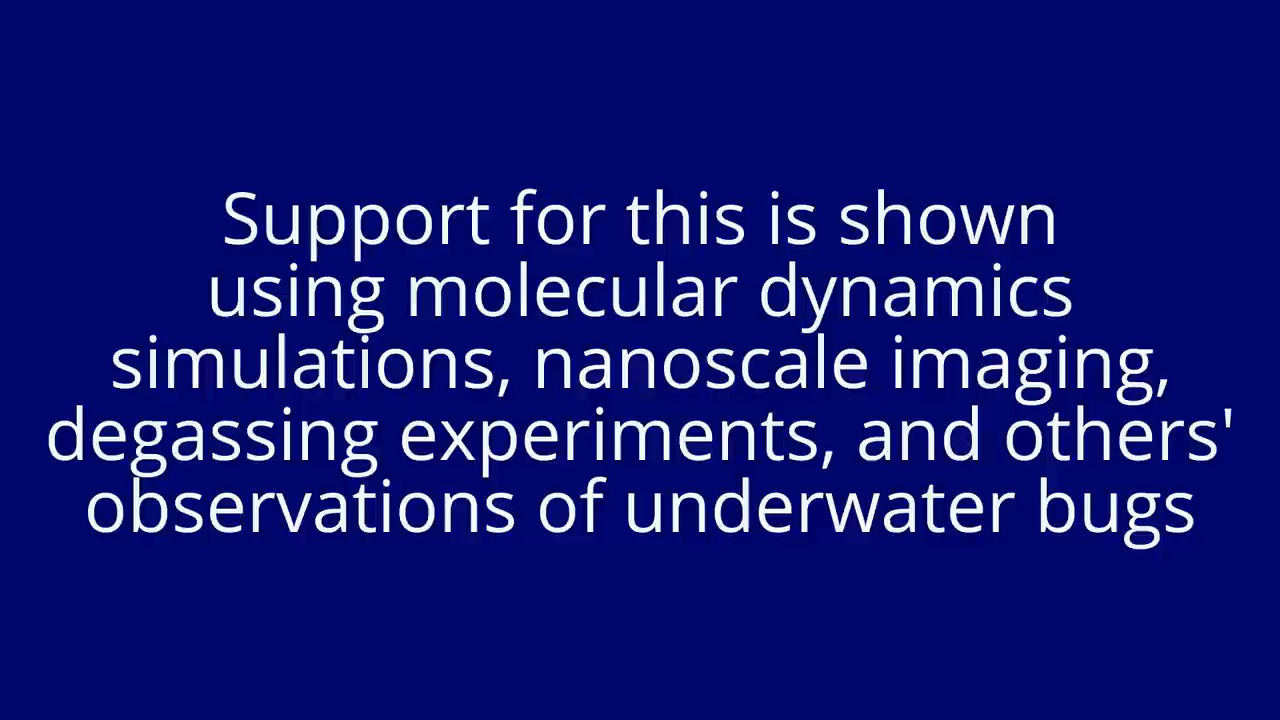 Support for this is shown
using molecular dynamics
simulations, nanoscale imaging,
degassing experiments, and others'
observations of underwater bugs